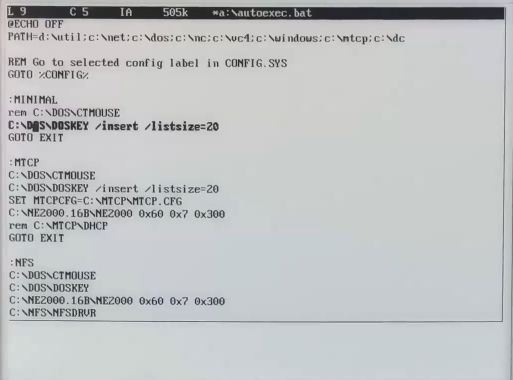 L 9 C 5 IA 505k *a:\autoexec.bat
@ECHO OFF
PATH=d:\util;c:\net;c:\dos;c:\nc;c:\vc4;c:\windows;c:\mtcp;c:\dc
REM Go to selected config label in CONFIG.SYS
GOTO %CONFIG%
:MINIMAL
rem C:\DOS\CTMOUSE
C:\DOS\DOSKEY /insert /listsize=20
GOTO EXIT
:MTCP
C:\DOS\CTMOUSE
C:\DOS\DOSKEY /insert /listsize=20
SET MTCPCFG=C:\MTCP\MTCP.CFG
C:\NE2000.16B\NE2000 0x60 0x7 0x300
rem C:\MTCP\DHCP
GOTO EXIT
:NFS
C:\DOS\CTMOUSE
C:\DOS\DOSKEY
C:\NE2000.16B\NE2000 0x60 0x7 0x300
C:\NFS\NFSDRVR